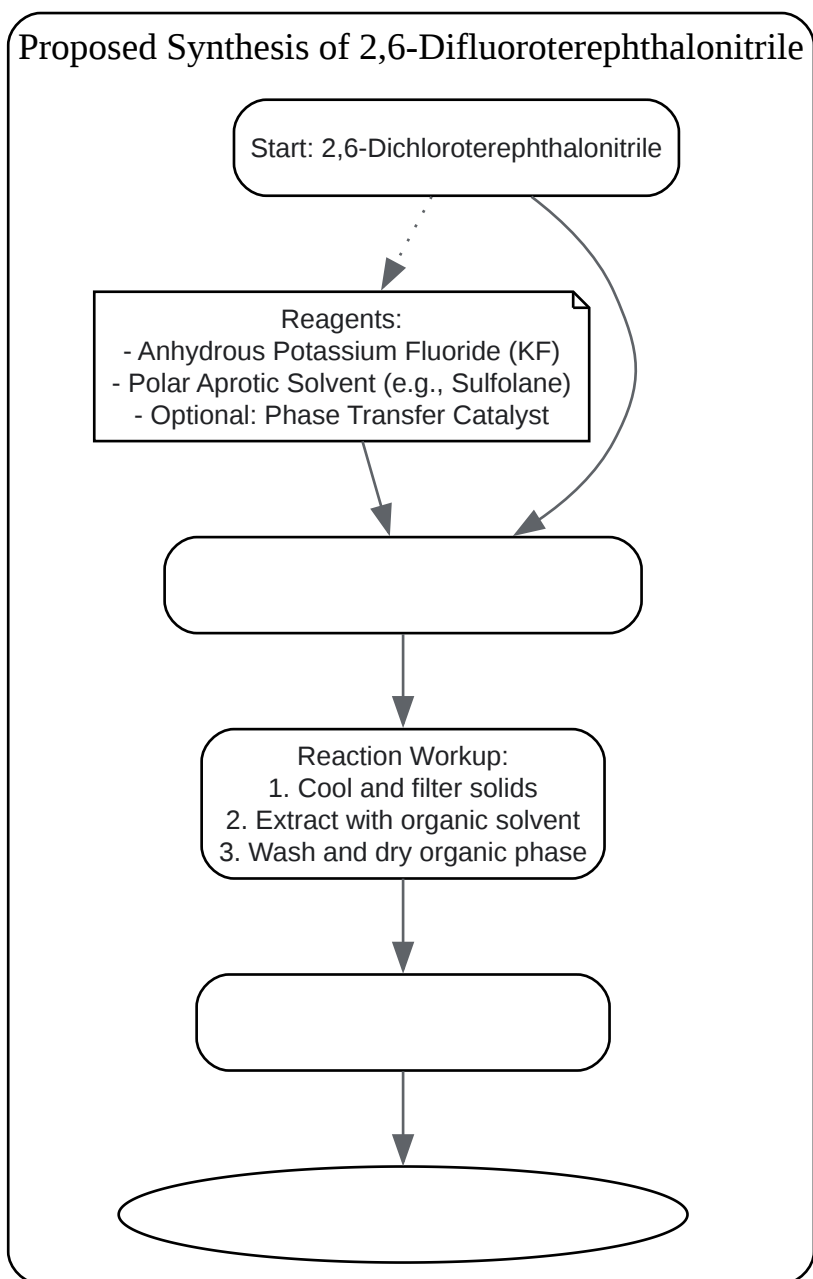 Proposed Synthesis of 2,6-Difluoroterephthalonitrile
Start: 2,6-Dichloroterephthalonitrile
Reagents:
- Anhydrous Potassium Fluoride (KF)
- Polar Aprotic Solvent (e.g., Sulfolane)
- Optional: Phase Transfer Catalyst
Reaction Workup:
1. Cool and filter solids
2. Extract with organic solvent
3. Wash and dry organic phase